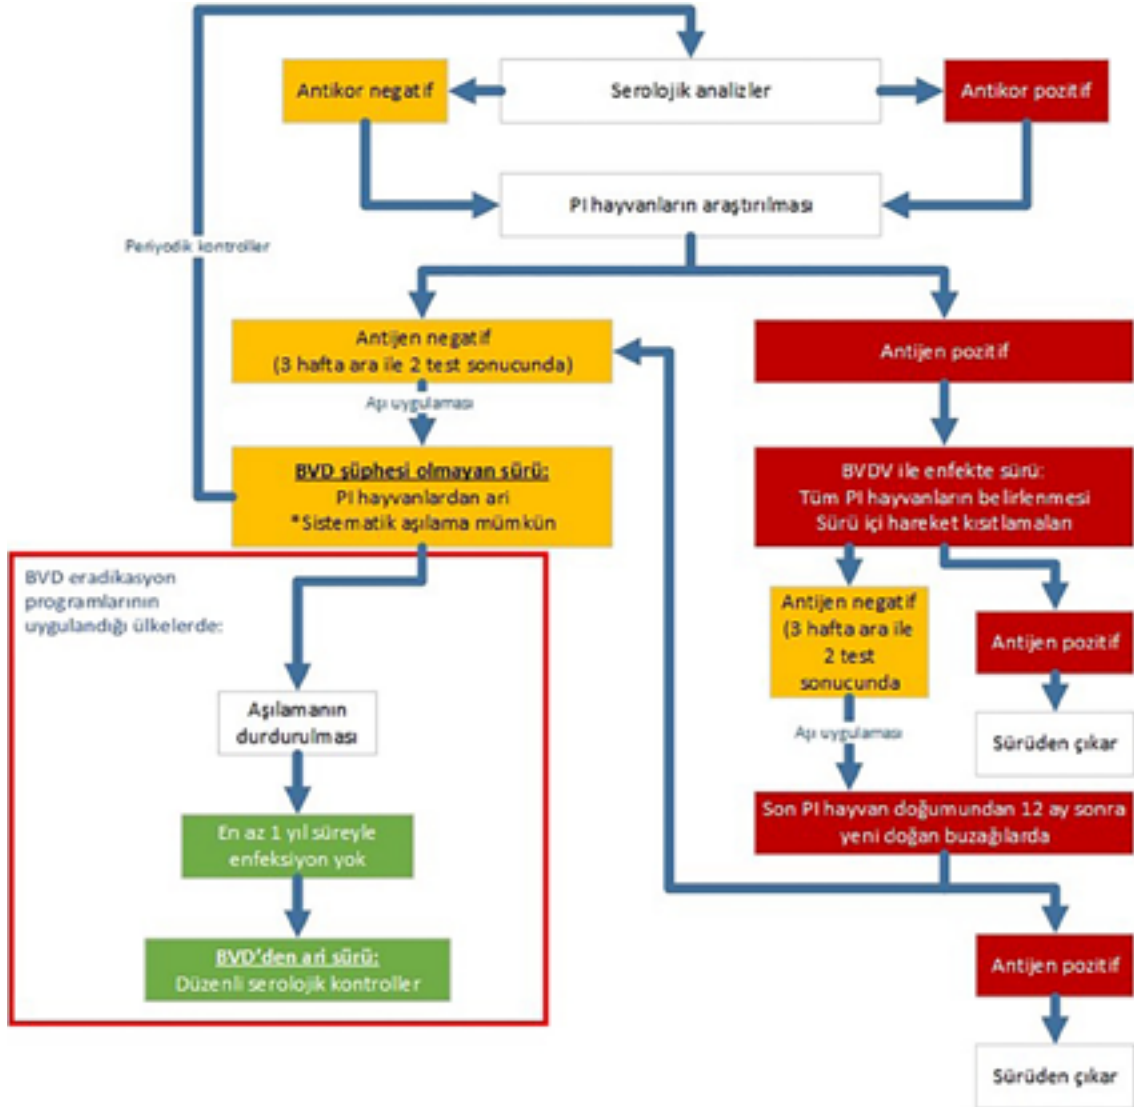 Antikor negatif
Serolojik analizler
Antikor pozitif
PI hayvanların araştırılması
Periyodik kontroller
Antijen negatif
(3 hafta ara ile 2 test sonucunda)
Antijen pozitif
Aşı uygulaması
BVD şüphesi olmayan sürü:
PI hayvanlardan ari
*Sistematik aşılama mümkün
BVDV ile enfekte sürü:
Tüm PI hayvanların belirlenmesi
Sürü içi hareket kısıtlamaları
BVD eradikasyon
programlarının
uygulandığı ülkelerde:
Antijen negatif
(3 hafta ara ile
2 test
sonucunda
Antijen pozitif
Aşılamanın
durdurulması
Aşı uygulaması
Sürüden çıkar
En az 1 yıl süreyle
enfeksiyon yok
Son PI hayvan doğumundan 12 ay sonra
yeni doğan buzağılarda
BVD'den ari sürü:
Düzenli serolojik kontroller
Antijen pozitif
Sürüden çıkar